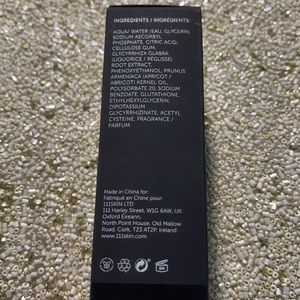 INGREDIENTS / INGRÉDIENTS:
AQUA/ WATER /EAU, GLYCERIN,
SODIUM ASCORBYL
PHOSPHATE, CITRIC ACID,
CELLULOSE GUM,
GLYCYRRHIZA GLABRA
(LIQUORICE / RÉGLISSE)
ROOT EXTRACT,
PHENOXYETHANOL, PRUNUS
ARMENIACA (APRICOT /
ABRICOT) KERNEL OIL,
POLYSORBATE 20, SODIUM
BENZOATE, GLUTATHIONE,
ETHYLHEXYLGLYCERIN,
DIPOTASSIUM
GLYCYRRHIZINATE, ACETYL
CYSTEINE, FRAGRANCE /
PARFUM
Made in China for:
Fabriqué en Chine pour:
111SKIN LTD
111 Harley Street, W1G 6AW, UK
Oxford Éireann,
North Point House, Old Mallow
Road, Cork, T23 AT2P, Ireland
www.111skin.com